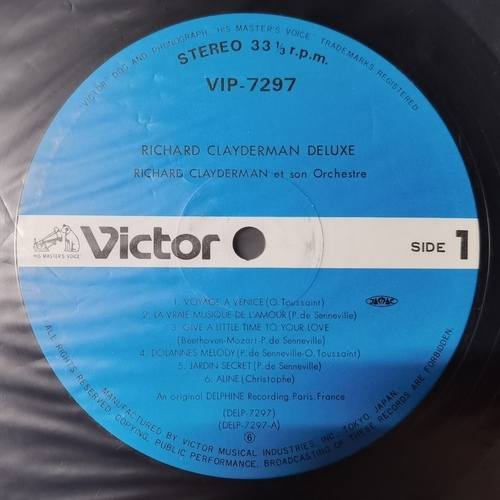 "VICTOR" DOG AND PHONOGRAPH "HIS MASTER'S VOICE" TRADEMARKS REGISTERED
STEREO 33 1/3 r.p.m.
VIP-7297
RICHARD CLAYDERMAN DELUXE
RICHARD CLAYDERMAN et son Orchestre
"HIS MASTER'S VOICE"
Victor
SIDE 1
1. VOYAGE A VENICE (O. Toussaint)
2. LA VRAIE MUSIQUE DE L'AMOUR (P. de Senneville)
3. GIVE A LITTLE TIME TO YOUR LOVE
(Beethoven-Mozart-P. de Senneville)
4. DOLANNES MELODY (P. de Senneville-O. Toussaint)
5. JARDIN SECRET (P. de Senneville)
6. ALINE (Christophe)
JASRAC
An original DELPHINE Recording Paris. France
(DELP-7297)
(DELP-7297-A)
6
ALL RIGHTS RESERVED. COPYING, PUBLIC PERFORMANCE, BROADCASTING OF THESE RECORDS ARE FORBIDDEN.
MANUFACTURED BY VICTOR MUSICAL INDUSTRIES, INC., TOKYO, JAPAN